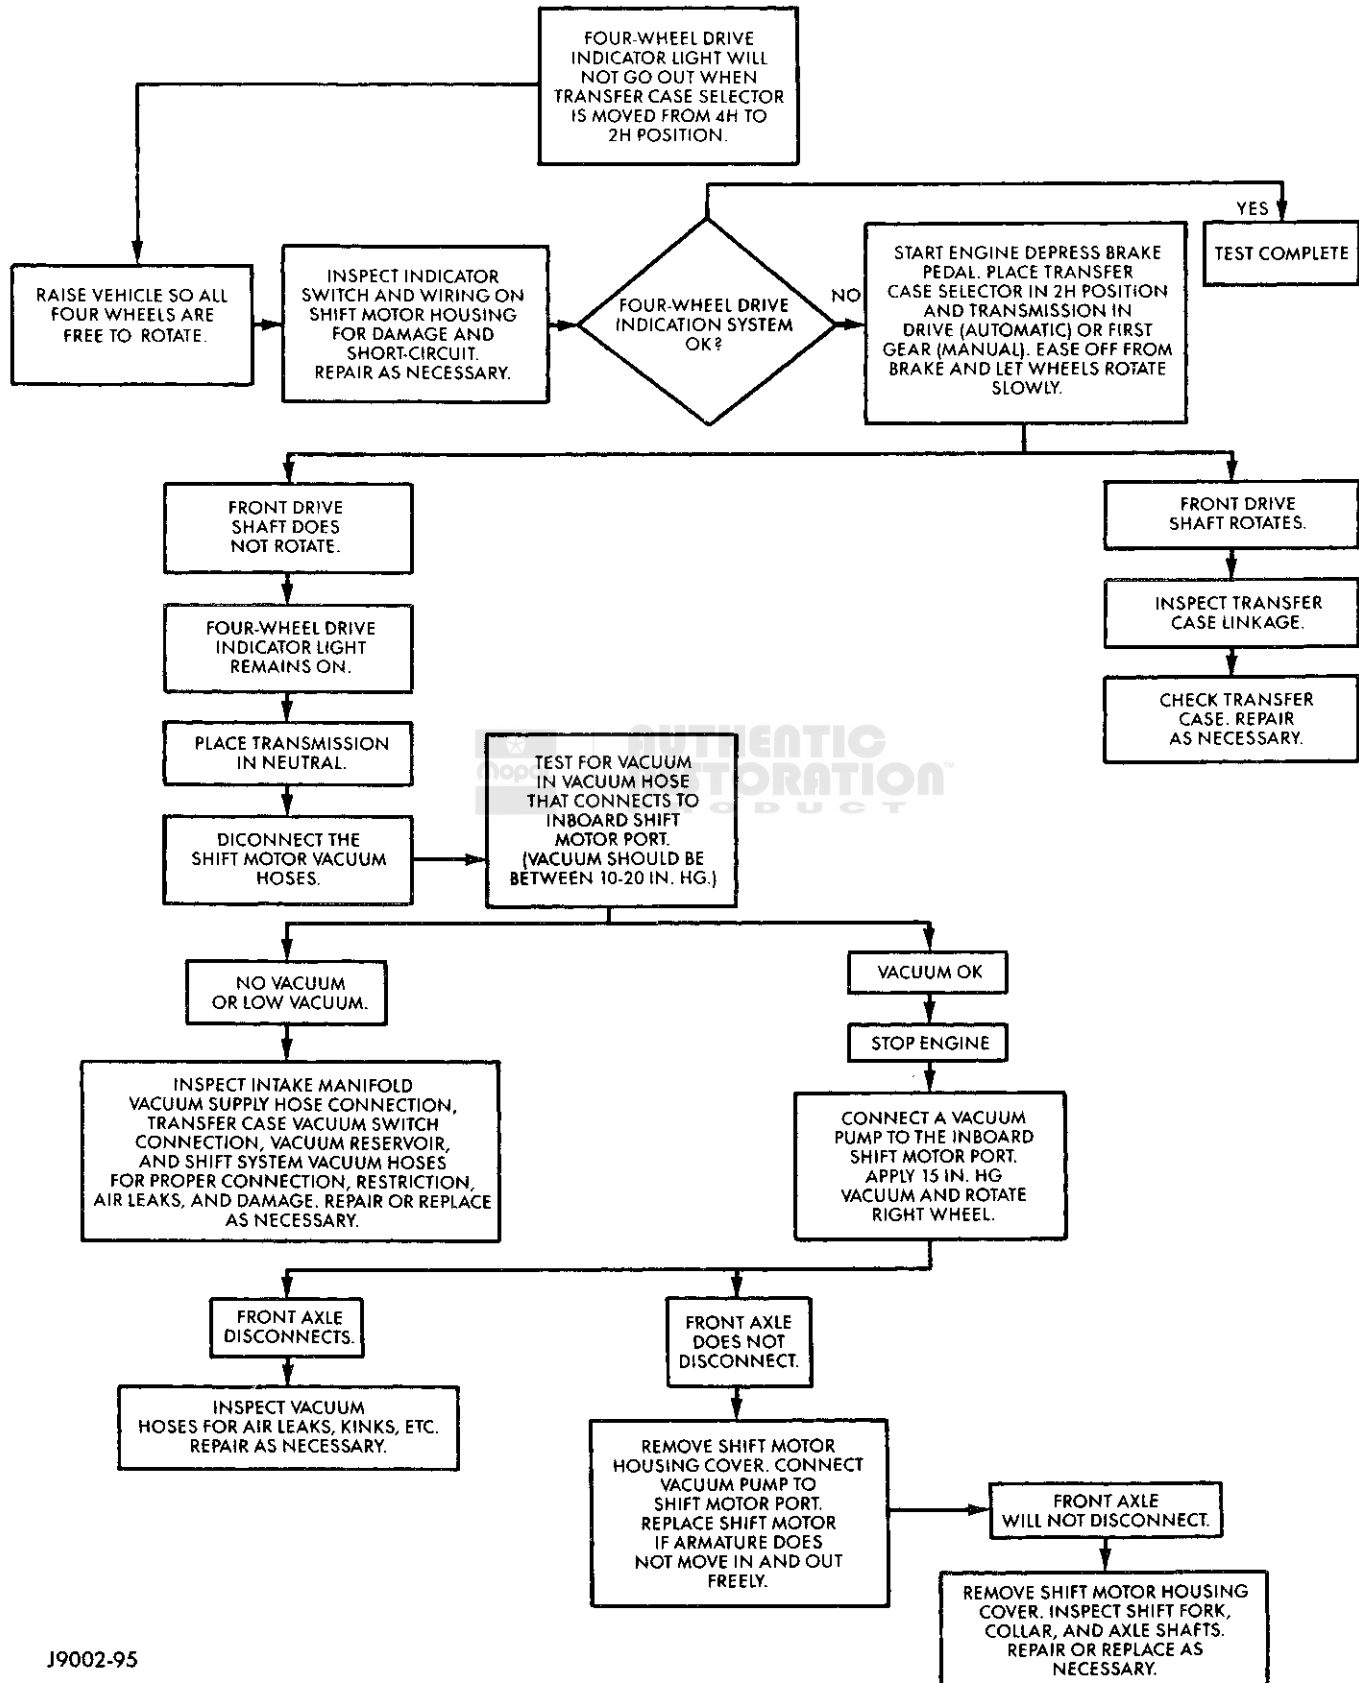 FOUR-WHEEL DRIVE
INDICATOR LIGHT WILL
NOT GO OUT WHEN
TRANSFER CASE SELECTOR
IS MOVED FROM 4H TO
2H POSITION.
RAISE VEHICLE SO ALL
FOUR WHEELS ARE
FREE TO ROTATE.
INSPECT INDICATOR
SWITCH AND WIRING ON
SHIFT MOTOR HOUSING
FOR DAMAGE AND
SHORT-CIRCUIT.
REPAIR AS NECESSARY.
FOUR-WHEEL DRIVE
INDICATION SYSTEM
OK?
YES
TEST COMPLETE
NO
START ENGINE DEPRESS BRAKE
PEDAL. PLACE TRANSFER
CASE SELECTOR IN 2H POSITION
AND TRANSMISSION IN
DRIVE (AUTOMATIC) OR FIRST
GEAR (MANUAL). EASE OFF FROM
BRAKE AND LET WHEELS ROTATE
SLOWLY.
FRONT DRIVE
SHAFT DOES
NOT ROTATE.
FRONT DRIVE
SHAFT ROTATES.
FOUR-WHEEL DRIVE
INDICATOR LIGHT
REMAINS ON.
INSPECT TRANSFER
CASE LINKAGE.
PLACE TRANSMISSION
IN NEUTRAL.
CHECK TRANSFER
CASE. REPAIR
AS NECESSARY.
DICONNECT THE
SHIFT MOTOR VACUUM
HOSES.
TEST FOR VACUUM
IN VACUUM HOSE
THAT CONNECTS TO
INBOARD SHIFT
MOTOR PORT.
(VACUUM SHOULD BE
BETWEEN 10-20 IN. HG.)
AUTHENTIC
RESTORATION™
PRODUCT
Mopar
NO VACUUM
OR LOW VACUUM.
VACUUM OK
STOP ENGINE
INSPECT INTAKE MANIFOLD
VACUUM SUPPLY HOSE CONNECTION,
TRANSFER CASE VACUUM SWITCH
CONNECTION, VACUUM RESERVOIR,
AND SHIFT SYSTEM VACUUM HOSES
FOR PROPER CONNECTION, RESTRICTION,
AIR LEAKS, AND DAMAGE. REPAIR OR REPLACE
AS NECESSARY.
CONNECT A VACUUM
PUMP TO THE INBOARD
SHIFT MOTOR PORT.
APPLY 15 IN. HG
VACUUM AND ROTATE
RIGHT WHEEL.
FRONT AXLE
DISCONNECTS.
FRONT AXLE
DOES NOT
DISCONNECT.
INSPECT VACUUM
HOSES FOR AIR LEAKS, KINKS, ETC.
REPAIR AS NECESSARY.
REMOVE SHIFT MOTOR
HOUSING COVER. CONNECT
VACUUM PUMP TO
SHIFT MOTOR PORT.
REPLACE SHIFT MOTOR
IF ARMATURE DOES
NOT MOVE IN AND OUT
FREELY.
FRONT AXLE
WILL NOT DISCONNECT.
REMOVE SHIFT MOTOR HOUSING
COVER. INSPECT SHIFT FORK,
COLLAR, AND AXLE SHAFTS.
REPAIR OR REPLACE AS
NECESSARY.
J9002-95